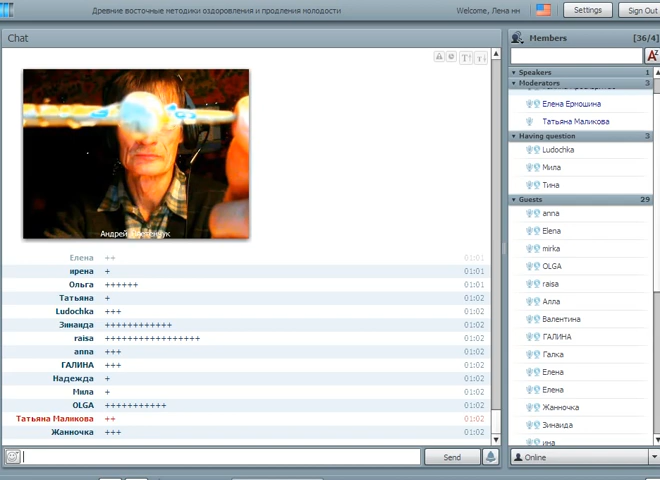 Древние восточные методики оздоровления и продления молодости
Welcome, Лена нн
Settings
Sign Out
Chat
Андрей
Елена ++ 01:01
ирена + 01:01
Ольга ++++++ 01:02
Татьяна + 01:02
Ludochka +++ 01:02
Зинаида ++++++++++++ 01:02
raisa +++++++++++++++++ 01:02
anna +++ 01:02
ГАЛИНА +++ 01:02
Надежда + 01:02
Мила + 01:02
OLGA +++++++++++ 01:02
Татьяна Маликова ++ 01:02
Жанночка +++ 01:02
Send
Members [36/4]
Speakers 1
Moderators 3
Елена Ермошина
Татьяна Маликова
Having question 3
Ludochka
Мила
Тина
Guests 29
anna
Elena
mirka
OLGA
raisa
Алла
Валентина
ГАЛИНА
Галка
Елена
Елена
Жанночка
Зинаида
ина
Online